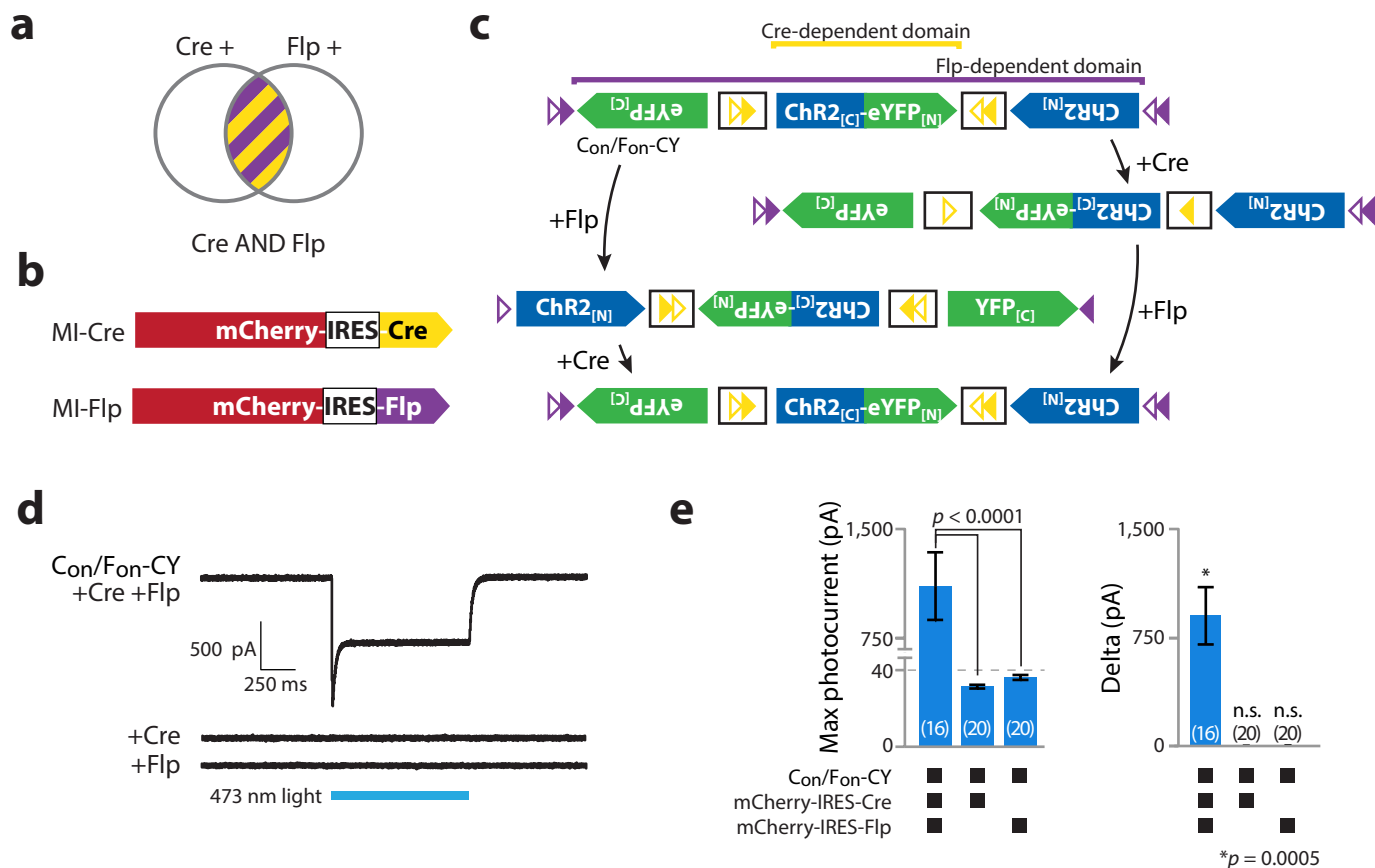 a
Cre +
Flp +
Cre AND Flp
b
MI-Cre
mCherry-IRES-Cre
MI-Flp
mCherry-IRES-Flp
c
Cre-dependent domain
Flp-dependent domain
eYFP[C]
ChR2[C]-eYFP[N]
ChR2[N]
Con/Fon-CY
+Cre
eYFP[C]
ChR2[C]-eYFP[N]
ChR2[N]
+Flp
ChR2[N]
ChR2[C]-eYFP[N]
YFP[C]
+Flp
+Cre
eYFP[C]
ChR2[C]-eYFP[N]
ChR2[N]
d
Con/Fon-CY
+Cre +Flp
500 pA
250 ms
+Cre
+Flp
473 nm light
e
Max photocurrent (pA)
1,500
750
40
0
p < 0.0001
(16)
(20)
(20)
Con/Fon-CY
mCherry-IRES-Cre
mCherry-IRES-Flp
Delta (pA)
1,500
750
0
*
n.s.
n.s.
(16)
(20)
(20)
*p = 0.0005